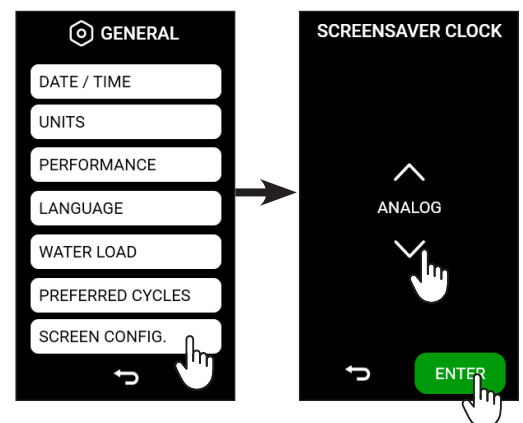 GENERAL
DATE / TIME
UNITS
PERFORMANCE
LANGUAGE
WATER LOAD
PREFERRED CYCLES
SCREEN CONFIG.
SCREENSAVER CLOCK
ANALOG
ENTER